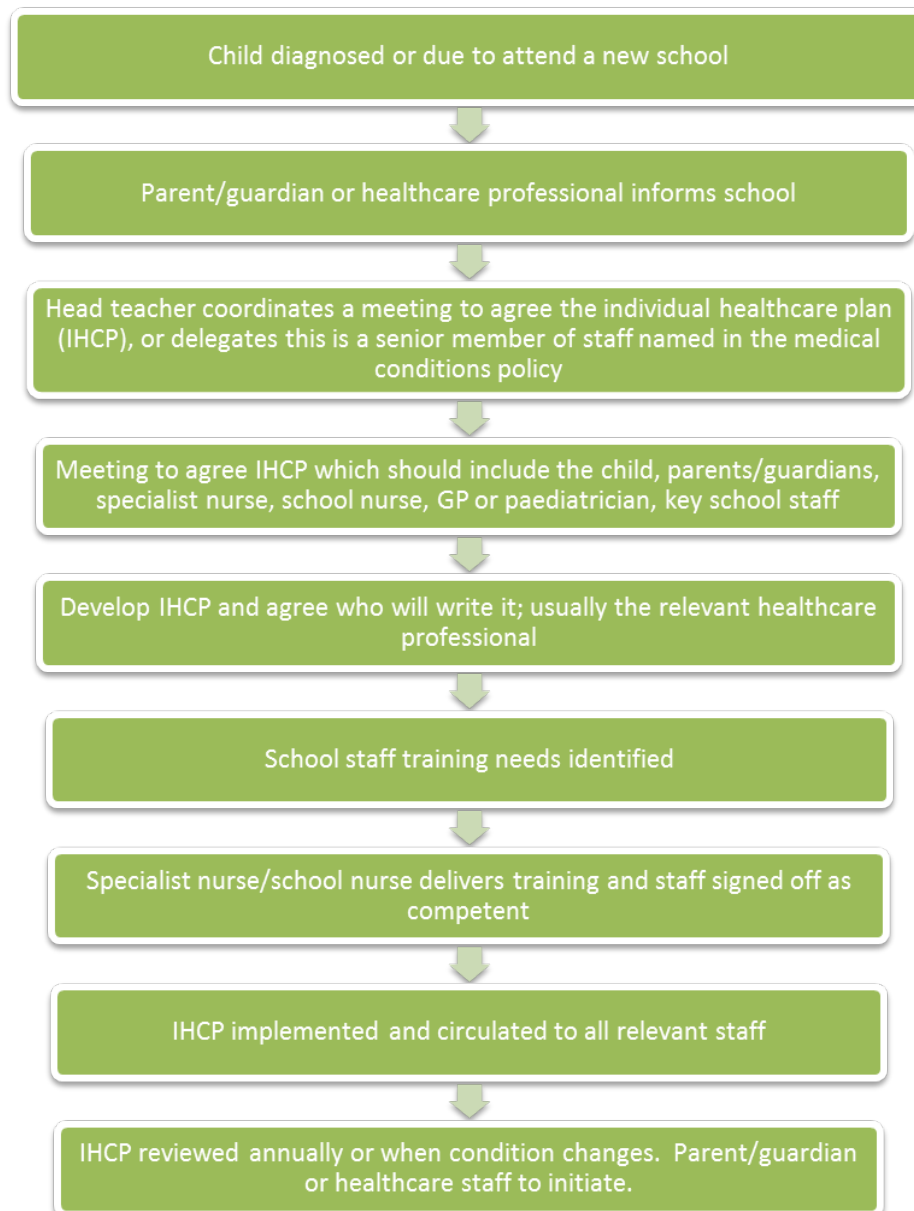 Child diagnosed or due to attend a new school
Parent/guardian or healthcare professional informs school
Head teacher coordinates a meeting to agree the individual healthcare plan
(IHCP), or delegates this is a senior member of staff named in the medical
conditions policy
Meeting to agree IHCP which should include the child, parents/guardians,
specialist nurse, school nurse, GP or paediatrician, key school staff
Develop IHCP and agree who will write it; usually the relevant healthcare
professional
School staff training needs identified
Specialist nurse/school nurse delivers training and staff signed off as
competent
IHCP implemented and circulated to all relevant staff
IHCP reviewed annually or when condition changes.  Parent/guardian
or healthcare staff to initiate.